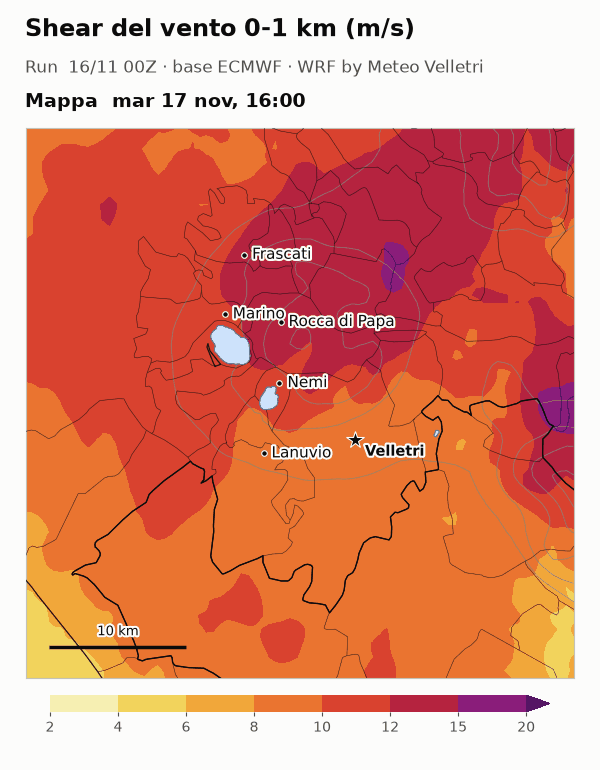 Shear del vento 0-1 km (m/s)
Run  16/11 00Z · base ECMWF · WRF by Meteo Velletri
Mappa  mar 17 nov, 16:00
Frascati
Marino
Rocca di Papa
Nemi
Velletri
Lanuvio
10 km
2 4 6 8 10 12 15 20